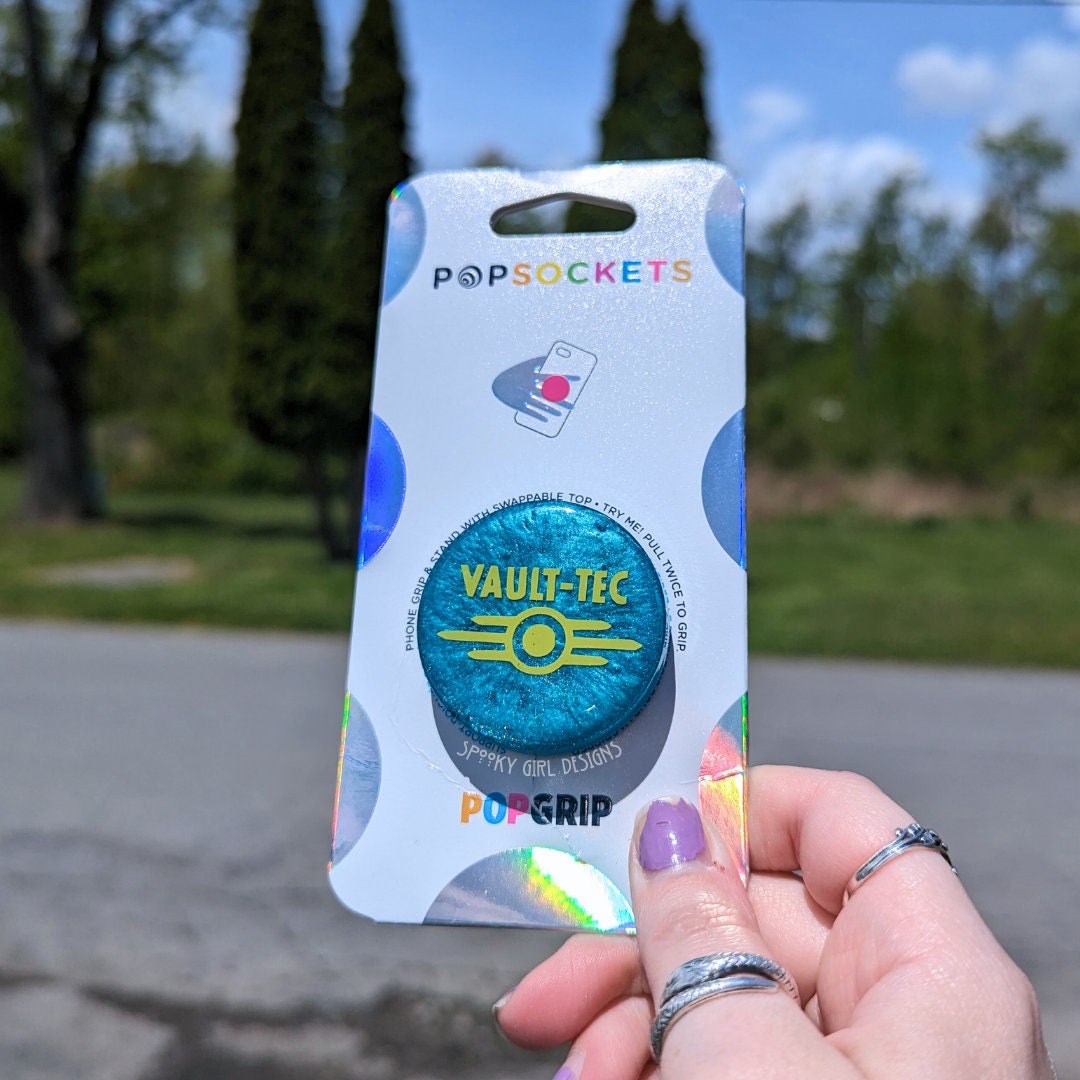 POPSOCKETS
PHONE GRIP & STAND WITH SWAPPABLE TOP • TRY ME! PULL TWICE TO GRIP.
VAULT-TEC
SPOOKY GIRL DESIGNS
POPGRIP